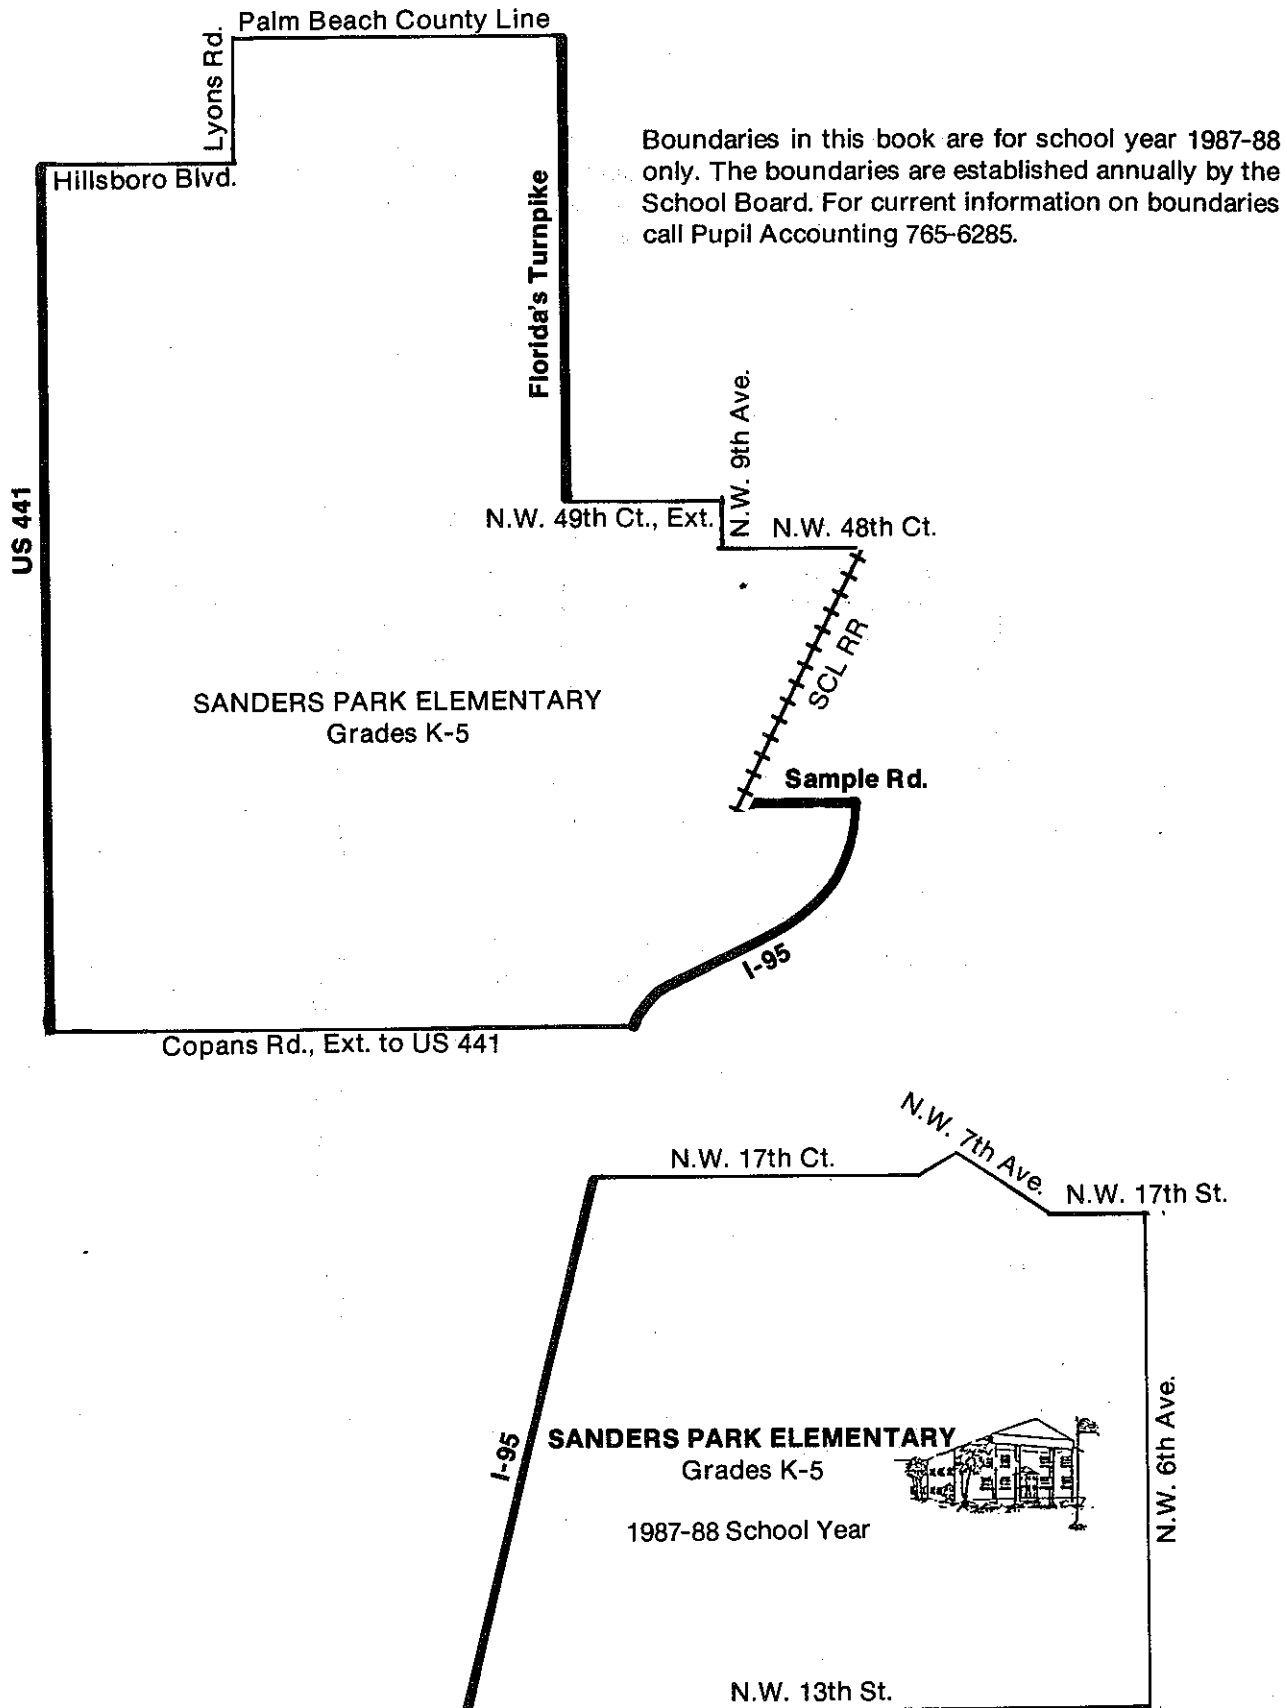 Palm Beach County Line
Lyons Rd.
Hillsboro Blvd.
Boundaries in this book are for school year 1987-88
only. The boundaries are established annually by the
School Board. For current information on boundaries
call Pupil Accounting 765-6285.
Florida's Turnpike
US 441
N.W. 9th Ave.
N.W. 49th Ct., Ext.
N.W. 48th Ct.
SCL RR
SANDERS PARK ELEMENTARY
Grades K-5
Sample Rd.
I-95
Copans Rd., Ext. to US 441
N.W. 7th Ave.
N.W. 17th Ct.
N.W. 17th St.
I-95
SANDERS PARK ELEMENTARY
Grades K-5
1987-88 School Year
N.W. 6th Ave.
N.W. 13th St.